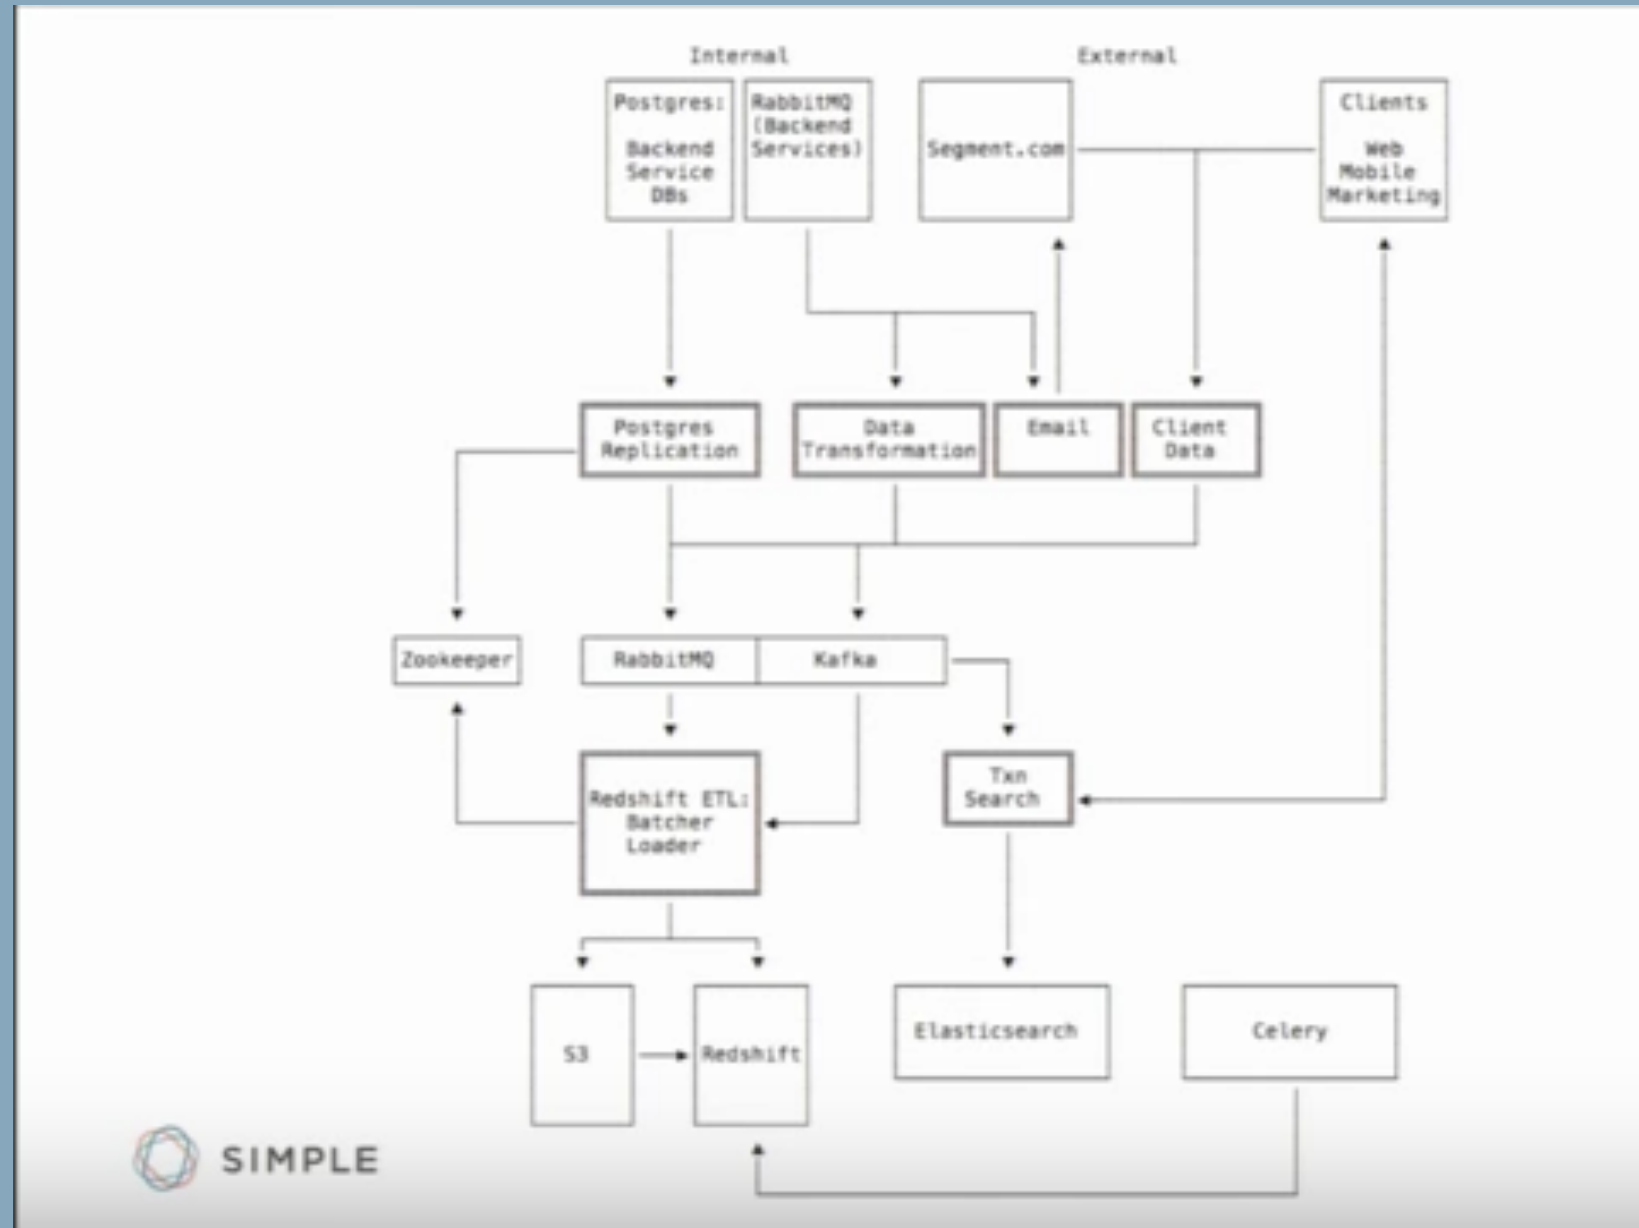 Internal
External
Postgres:
Backend
Service
DBs
RabbitMQ
(Backend
Services)
Segment.com
Clients
Web
Mobile
Marketing
Postgres
Replication
Data
Transformation
Email
Client
Data
Zookeeper
RabbitMQ
Kafka
Redshift ETL:
Batcher
Loader
Txn
Search
S3
Redshift
Elasticsearch
Celery
SIMPLE